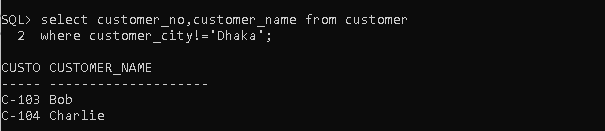 SQL> select customer_no,customer_name from customer
  2  where customer_city!='Dhaka';
CUSTO CUSTOMER_NAME
----- --------------------
C-103 Bob
C-104 Charlie